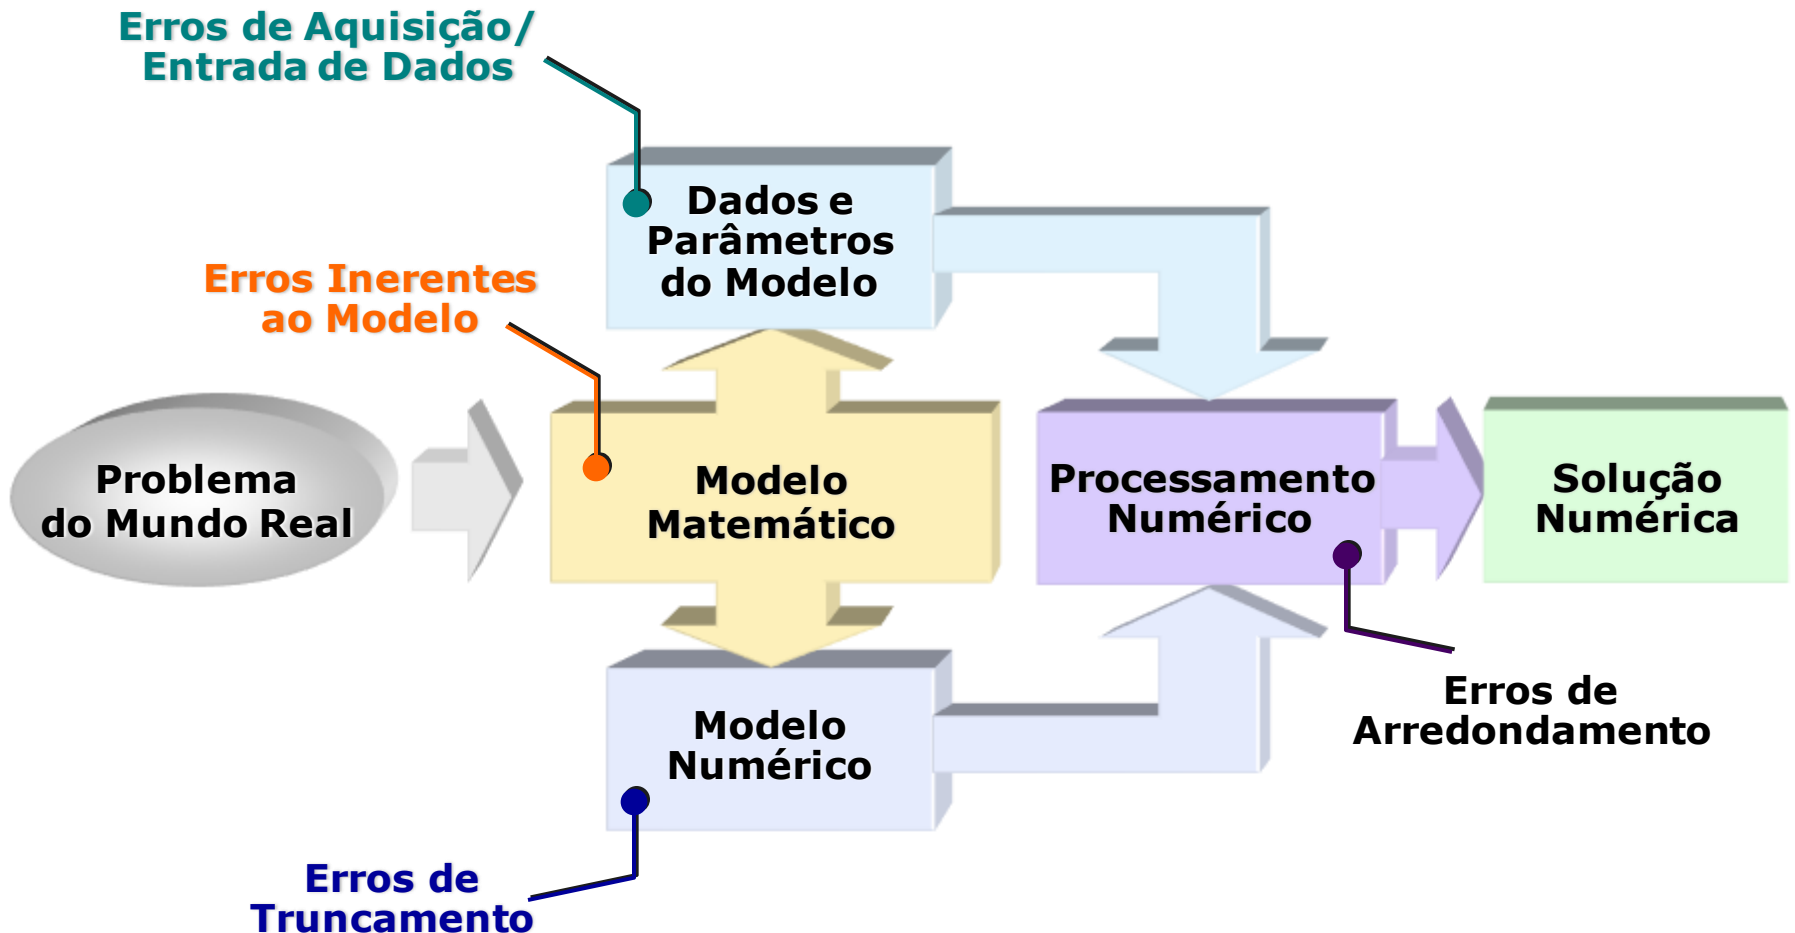 Erros de Aquisição/
Entrada de Dados
Dados e
Parâmetros
do Modelo
Erros Inerentes
ao Modelo
Problema
do Mundo Real
Modelo
Matemático
Processamento
Numérico
Solução
Numérica
Modelo
Numérico
Erros de
Arredondamento
Erros de
Truncamento